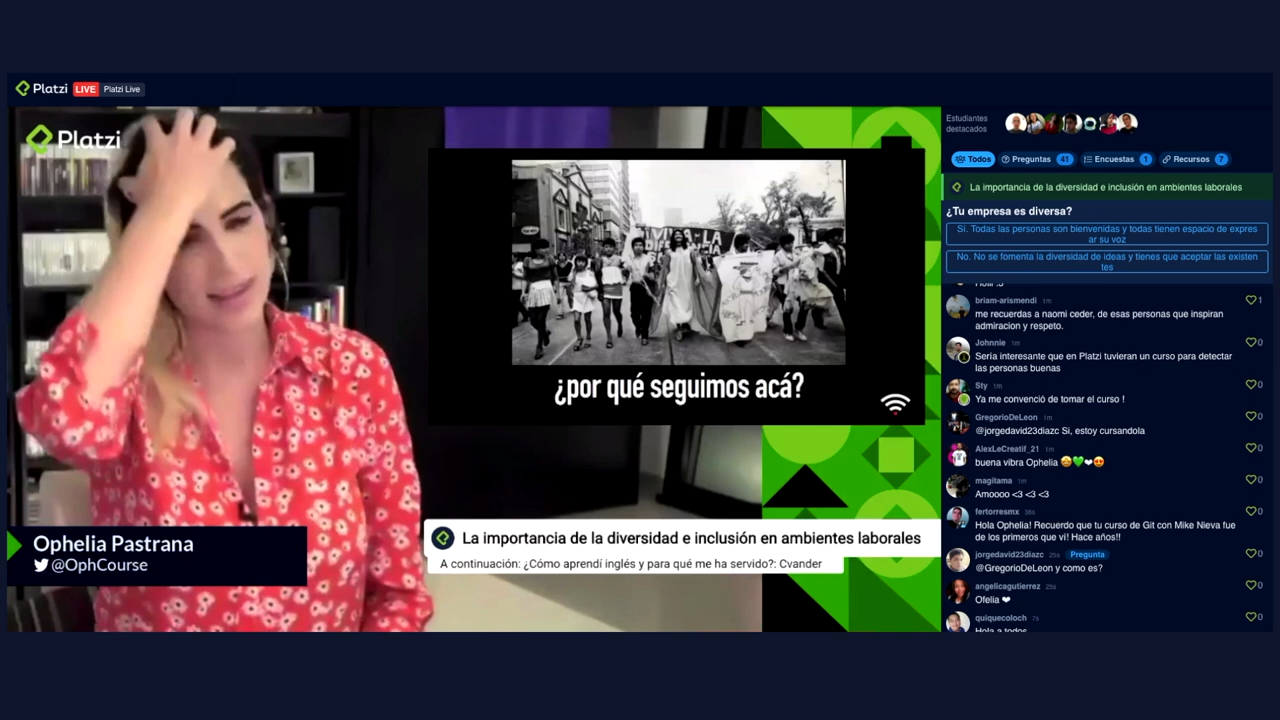 Platzi
LIVE
Platzi Live
Platzi
¿por qué seguimos acá?
Ophelia Pastrana
@OphCourse
La importancia de la diversidad e inclusión en ambientes laborales
A continuación: ¿Cómo aprendí inglés y para qué me ha servido?: Cvander
Estudiantes
destacados
Todos
Preguntas 41
Encuestas 1
Recursos 7
La importancia de la diversidad e inclusión en ambientes laborales
¿Tu empresa es diversa?
Sí. Todas las personas son bienvenidas y todas tienen espacio de expres
ar su voz
No. No se fomenta la diversidad de ideas y tienes que aceptar las existen
tes
briam-arismendi 1m
1
me recuerdas a naomi ceder, de esas personas que inspiran
admiracion y respeto.
Johnnie 1m
0
Sería interesante que en Platzi tuvieran un curso para detectar
las personas buenas
Sty 1m
0
Ya me convenció de tomar el curso !
GregorioDeLeon 1m
0
@jorgedavid23diazc Si, estoy cursandola
AlexLeCreatif_21 1m
0
buena vibra Ophelia 🤩💚❤😍
magitama 1m
0
Amoooo <3 <3 <3
fertorresmx 36s
0
Hola Ophelia! Recuerdo que tu curso de Git con Mike Nieva fue
de los primeros que ví! Hace años!!
jorgedavid23diazc 25s Pregunta
0
@GregorioDeLeon y como es?
angelicagutierrez 25s
0
Ofelia ❤
quiquecoloch 7s
0
Hola a todos